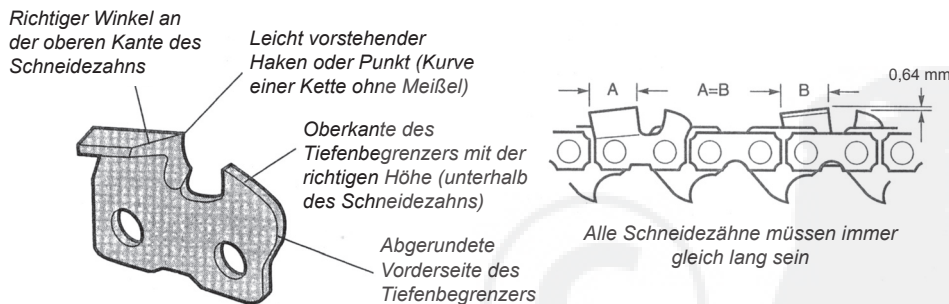 Richtiger Winkel an
der oberen Kante des
Schneidezahns
Leicht vorstehender
Haken oder Punkt (Kurve
einer Kette ohne Meißel)
Oberkante des
Tiefenbegrenzers mit der
richtigen Höhe (unterhalb
des Schneidezahns)
Abgerundete
Vorderseite des
Tiefenbegrenzers
0,64 mm
A A=B B
Alle Schneidezähne müssen immer
gleich lang sein